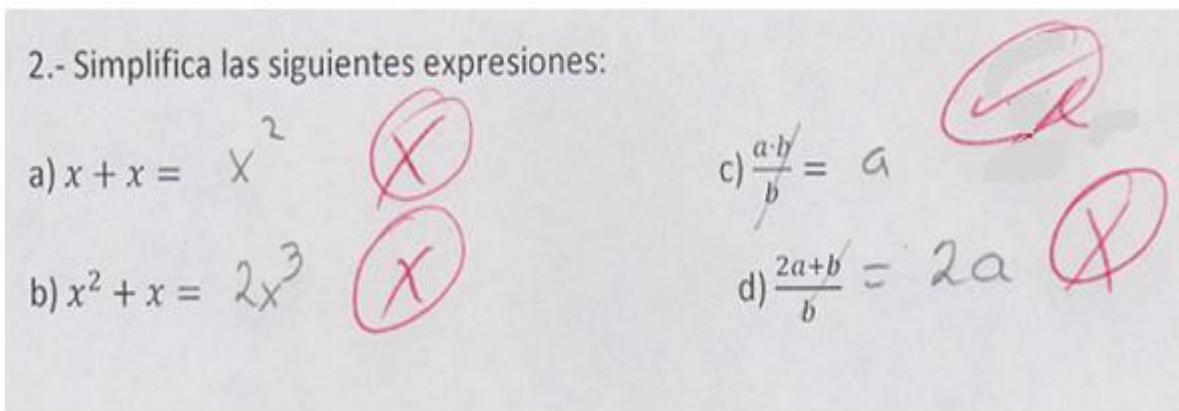 2.- Simplifica las siguientes expresiones:
a) x + x = x²
b) x² + x = 2x³
c) a·b/b = a
d) 2a+b/b = 2a